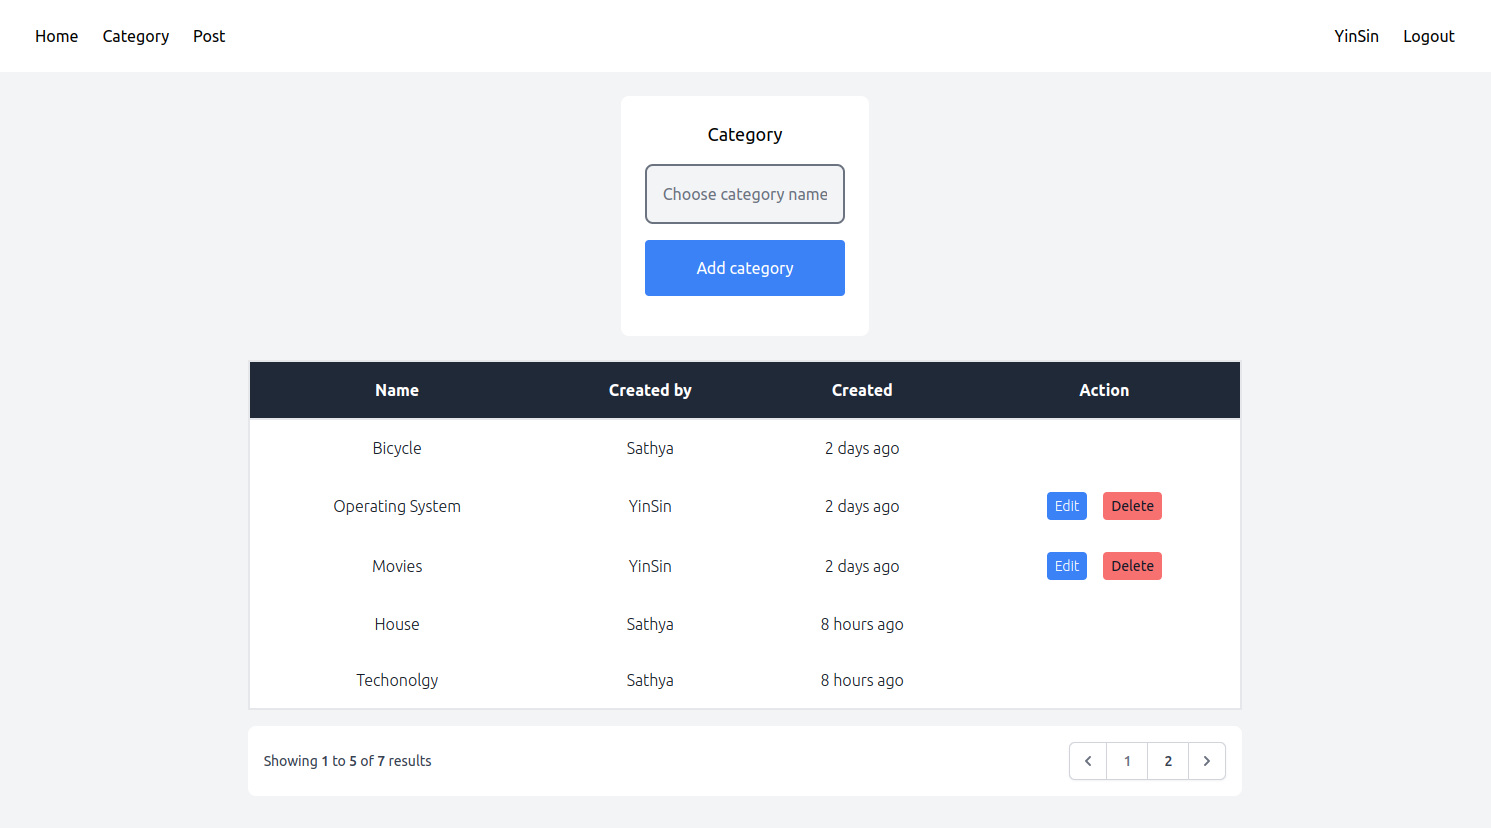 Home Category Post YinSin Logout
Category
Choose category name
Add category
Name Created by Created Action
Bicycle Sathya 2 days ago
Operating System YinSin 2 days ago Edit Delete
Movies YinSin 2 days ago Edit Delete
House Sathya 8 hours ago
Techonolgy Sathya 8 hours ago
Showing 1 to 5 of 7 results 1 2